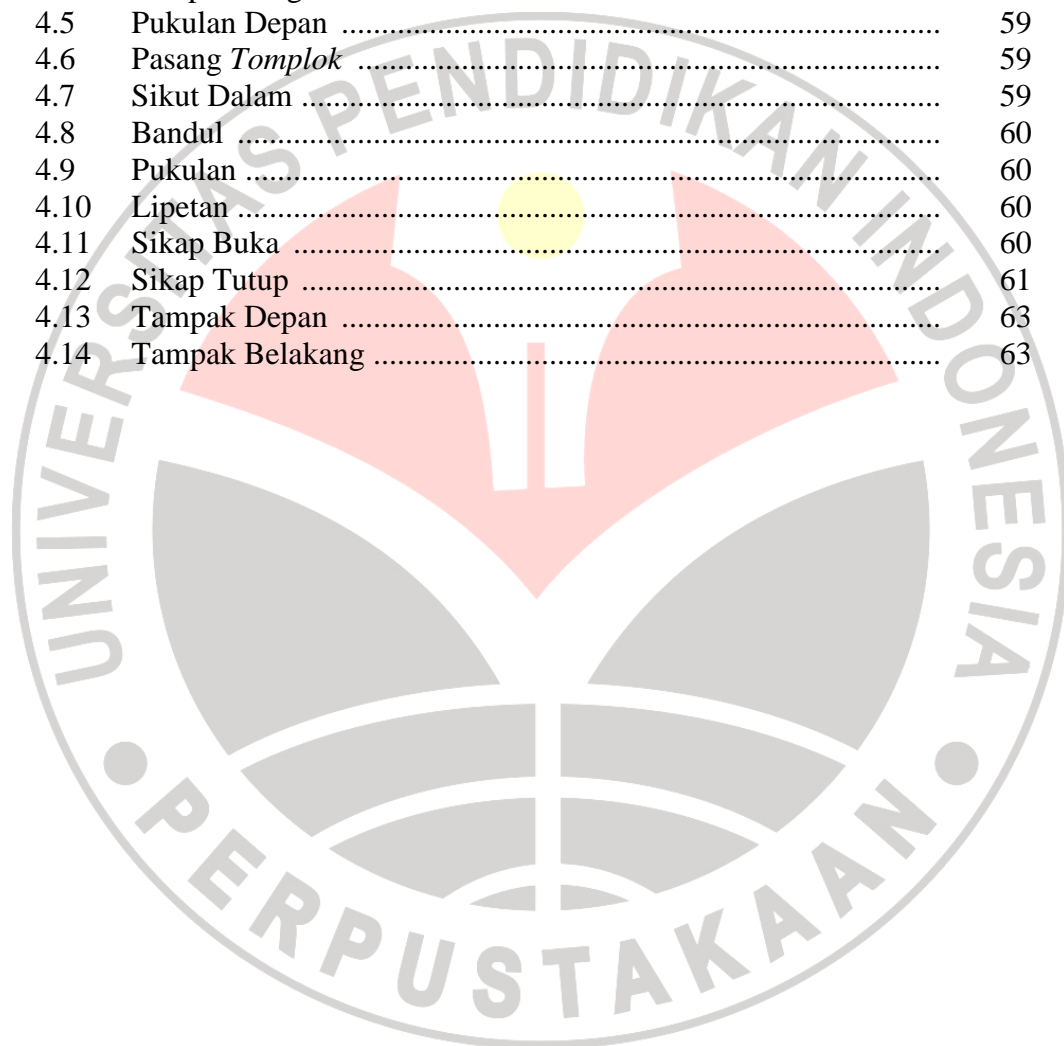 4.5 Pukulan Depan ............................................................................ 59
4.6 Pasang Tomplok .......................................................................... 59
4.7 Sikut Dalam ................................................................................. 59
4.8 Bandul ......................................................................................... 60
4.9 Pukulan ........................................................................................ 60
4.10 Lipetan ......................................................................................... 60
4.11 Sikap Buka .................................................................................. 60
4.12 Sikap Tutup ................................................................................. 61
4.13 Tampak Depan ............................................................................ 63
4.14 Tampak Belakang ........................................................................ 63
UNIVERSITAS PENDIDIKAN INDONESIA
PERPUSTAKAAN